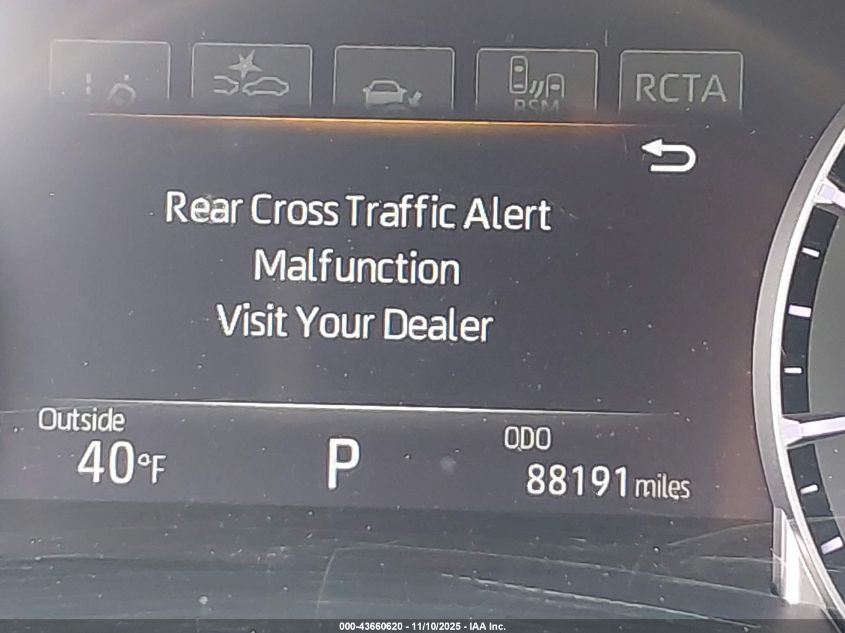 BSM
RCTA
Rear Cross Traffic Alert
Malfunction
Visit Your Dealer
Outside
40°F
P
ODO
88191 miles
000-43660620 - 11/10/2025 - IAA Inc.